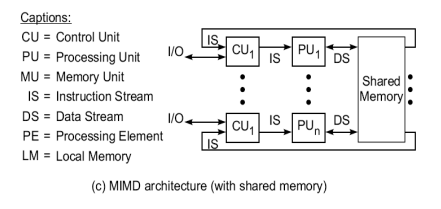 Captions:
CU = Control Unit
PU = Processing Unit
MU = Memory Unit
IS = Instruction Stream
DS = Data Stream
PE = Processing Element
LM = Local Memory
IS
I/O
CU1
IS
PU1
DS
Shared
Memory
I/O
CU1
IS
PUn
DS
IS
(c) MIMD architecture (with shared memory)